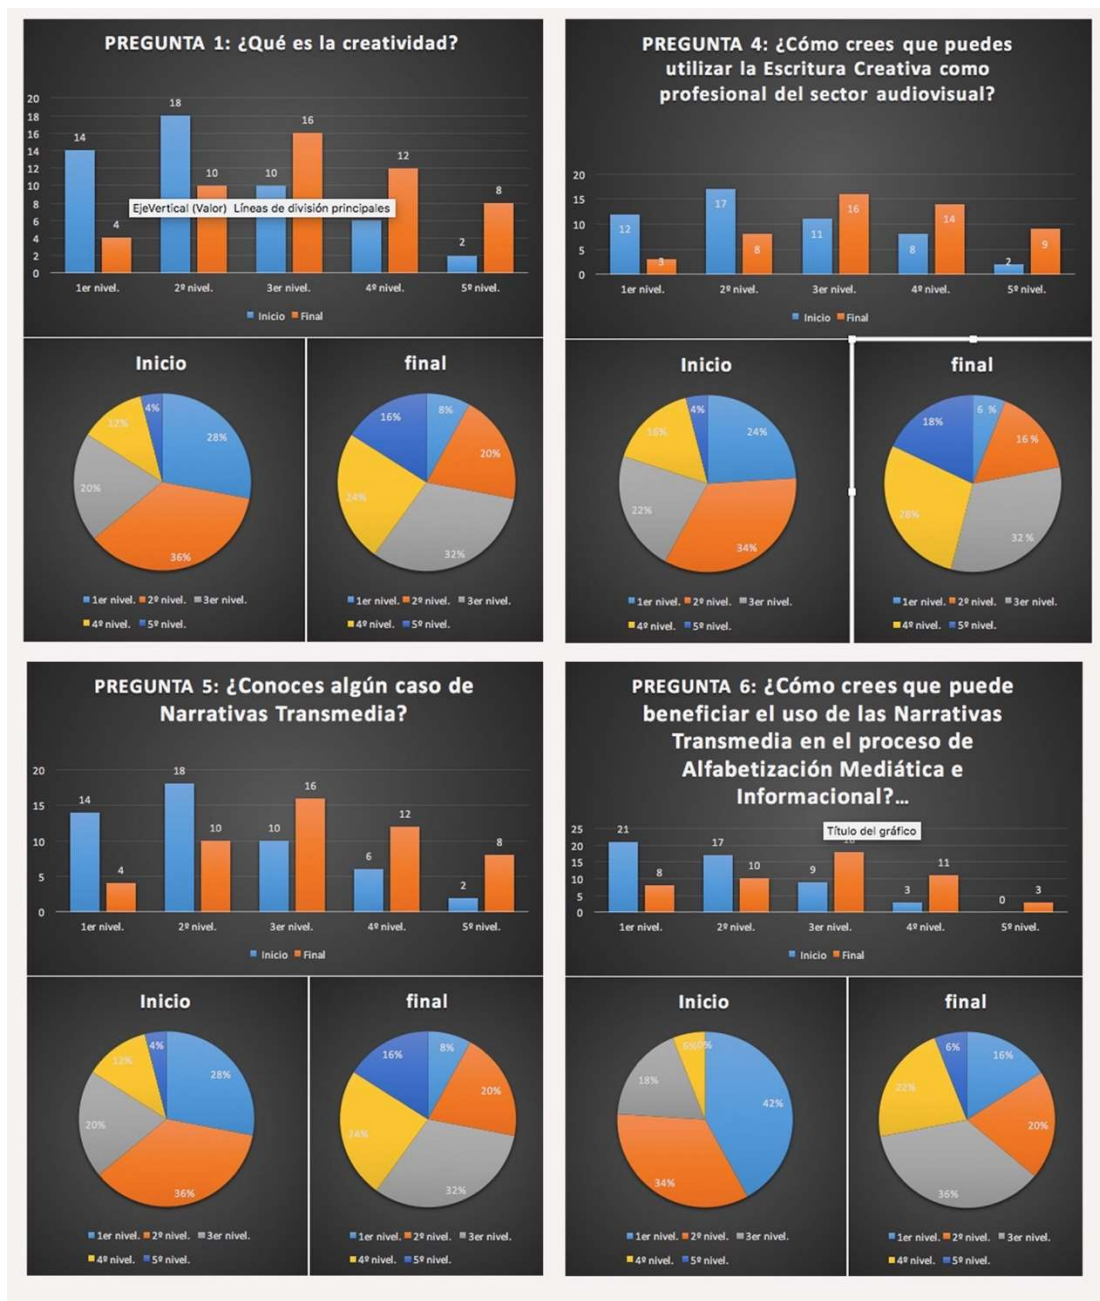 PREGUNTA 1: ¿Qué es la creatividad?
20
18
16
14
12
10
8
6
4
2
0
14
4
18
10
10
16
12
2
8
EjeVertical (Valor) Líneas de división principales
1er nivel.
2º nivel.
3er nivel.
4º nivel.
5º nivel.
Inicio Final
Inicio
28%
36%
20%
12%
4%
1er nivel. 2º nivel. 3er nivel.
4º nivel. 5º nivel.
final
8%
20%
32%
24%
16%
1er nivel. 2º nivel. 3er nivel.
4º nivel. 5º nivel.
PREGUNTA 4: ¿Cómo crees que puedes
utilizar la Escritura Creativa como
profesional del sector audiovisual?
20
15
10
5
0
12
3
17
8
11
16
8
14
2
9
1er nivel.
2º nivel.
3er nivel.
4º nivel.
5º nivel.
Inicio Final
Inicio
24%
34%
22%
16%
4%
1er nivel. 2º nivel. 3er nivel.
4º nivel. 5º nivel.
final
6 %
16 %
32 %
28%
18%
1er nivel. 2º nivel. 3er nivel.
4º nivel. 5º nivel.
PREGUNTA 5: ¿Conoces algún caso de
Narrativas Transmedia?
20
15
10
5
0
14
4
18
10
10
16
6
12
2
8
1er nivel.
2º nivel.
3er nivel.
4º nivel.
5º nivel.
Inicio Final
Inicio
28%
36%
20%
12%
4%
1er nivel. 2º nivel. 3er nivel.
4º nivel. 5º nivel.
final
8%
20%
32%
24%
16%
1er nivel. 2º nivel. 3er nivel.
4º nivel. 5º nivel.
PREGUNTA 6: ¿Cómo crees que puede
beneficiar el uso de las Narrativas
Transmedia en el proceso de
Alfabetización Mediática e
Informacional?...
Título del gráfico
25
20
15
10
5
0
21
8
17
10
9
3
11
0
3
1er nivel.
2º nivel.
3er nivel.
4º nivel.
5º nivel.
Inicio Final
Inicio
42%
34%
18%
6%
0%
1er nivel. 2º nivel. 3er nivel.
4º nivel. 5º nivel.
final
16%
20%
36%
22%
6%
1er nivel. 2º nivel. 3er nivel.
4º nivel. 5º nivel.